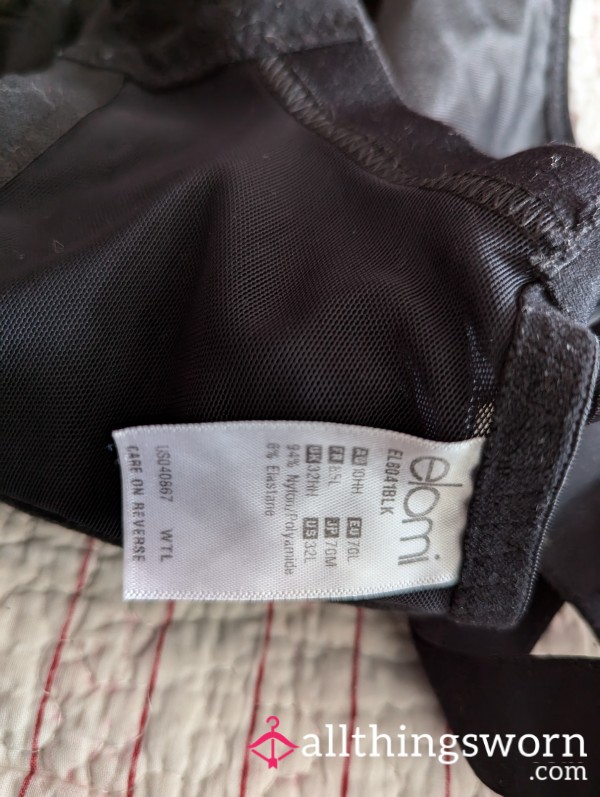 elomi
EL8041BLK
AU 10HH EU 70L
FR 85L JP 70M
UK 32HH US 32L
94% Nylon/Polyamide
6% Elastane
US040867 WTL
CARE ON REVERSE
allthingsworn
.com